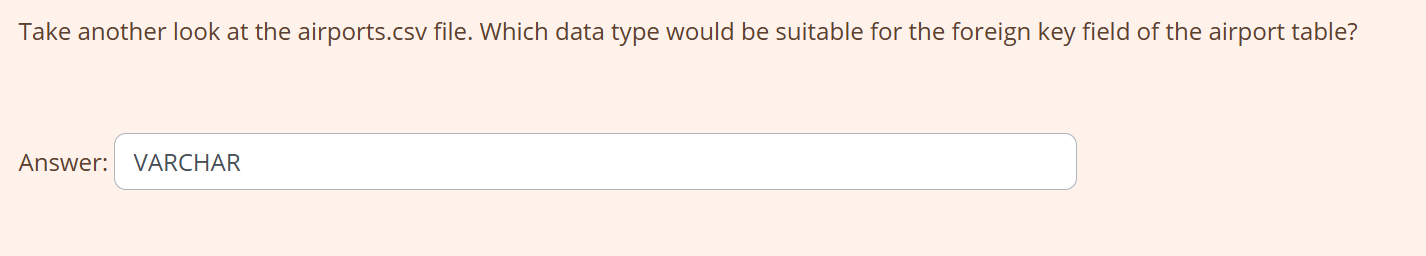 Take another look at the airports.csv file. Which data type would be suitable for the foreign key field of the airport table?
Answer: VARCHAR